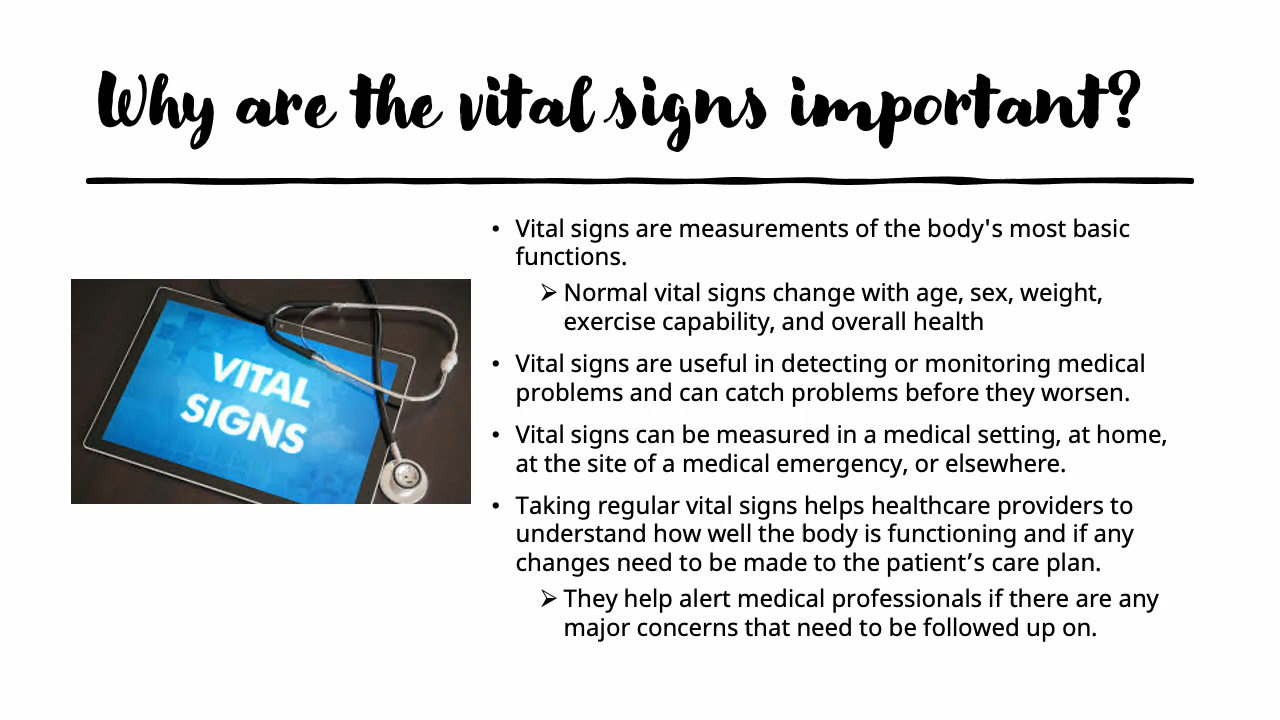 Why are the vital signs important?
VITAL
SIGNS
• Vital signs are measurements of the body's most basic
functions.
➢ Normal vital signs change with age, sex, weight,
exercise capability, and overall health
• Vital signs are useful in detecting or monitoring medical
problems and can catch problems before they worsen.
• Vital signs can be measured in a medical setting, at home,
at the site of a medical emergency, or elsewhere.
• Taking regular vital signs helps healthcare providers to
understand how well the body is functioning and if any
changes need to be made to the patient’s care plan.
➢ They help alert medical professionals if there are any
major concerns that need to be followed up on.